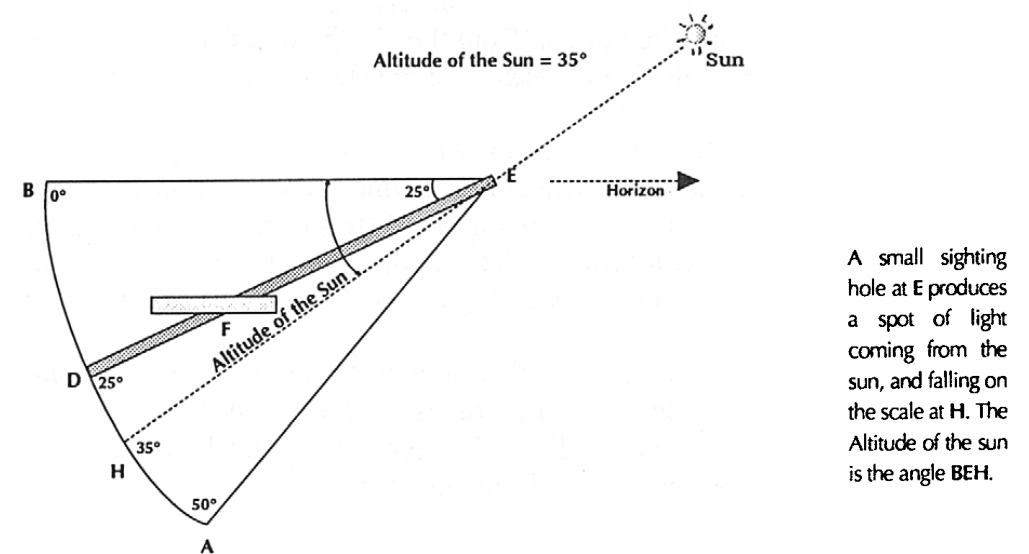 Altitude of the Sun = 35°
Sun
B
0°
25°
E
Horizon
F
Altitude of the Sun
D
25°
35°
H
50°
A
A small sighting
hole at E produces
a spot of light
coming from the
sun, and falling on
the scale at H. The
Altitude of the sun
is the angle BEH.